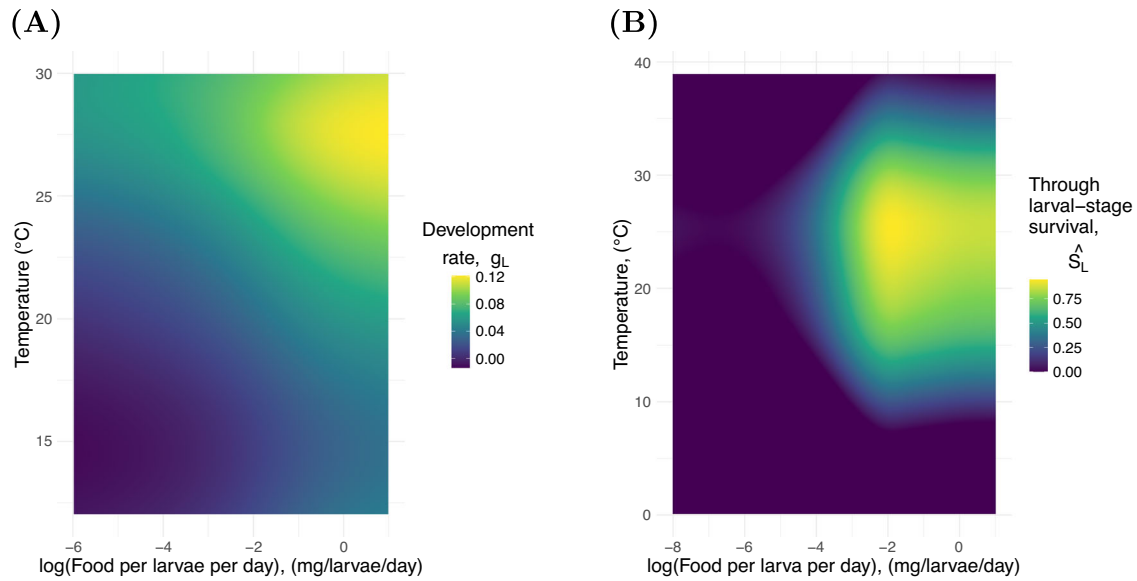 (A)
30
25
20
15
Temperature (°C)
−6
−4
−2
0
log(Food per larvae per day), (mg/larvae/day)
Development
rate, g_L
0.12
0.08
0.04
0.00
(B)
40
30
20
10
0
Temperature, (°C)
−8
−6
−4
−2
0
log(Food per larva per day), (mg/larvae/day)
Through
larval−stage
survival,
Ŝ_L
0.75
0.50
0.25
0.00